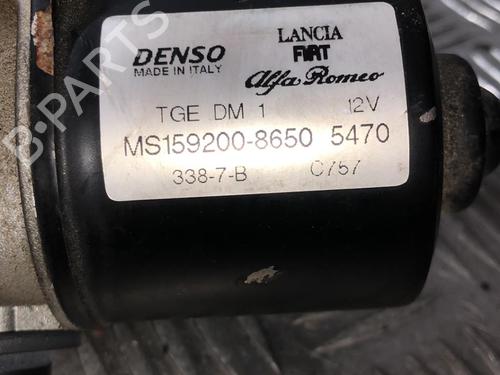 DENSO
MADE IN ITALY
LANCIA
FIAT
Alfa Romeo
TGE DM 1 12V
MS159200-8650 5470
338-7-B C757
B-PARTS